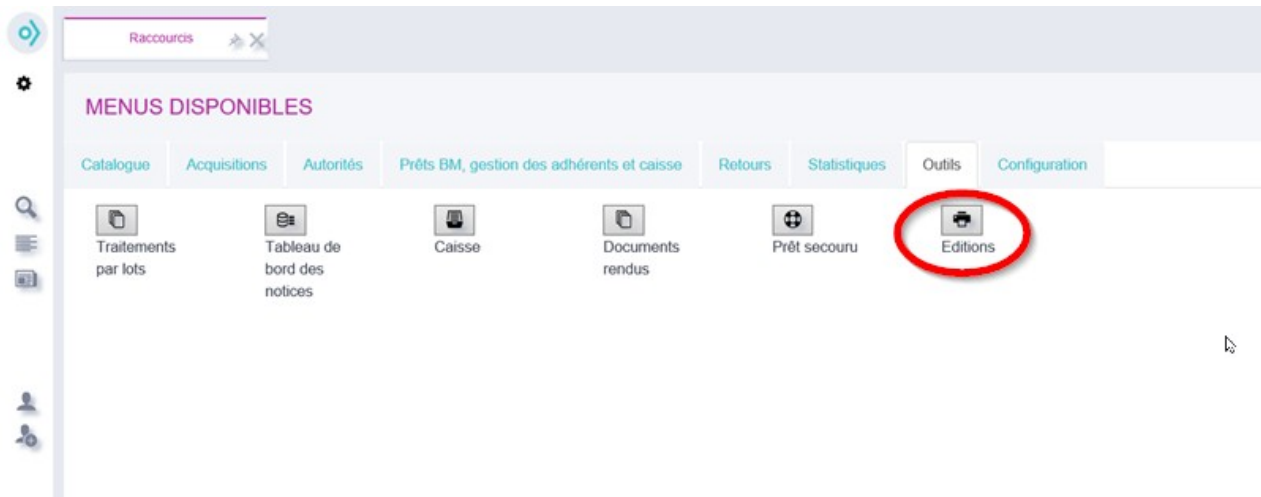 Raccourcis
MENUS DISPONIBLES
Catalogue Acquisitions Autorités Prêts BM, gestion des adhérents et caisse Retours Statistiques Outils Configuration
Traitements
par lots
Tableau de
bord des
notices
Caisse
Documents
rendus
Prêt secouru
Editions